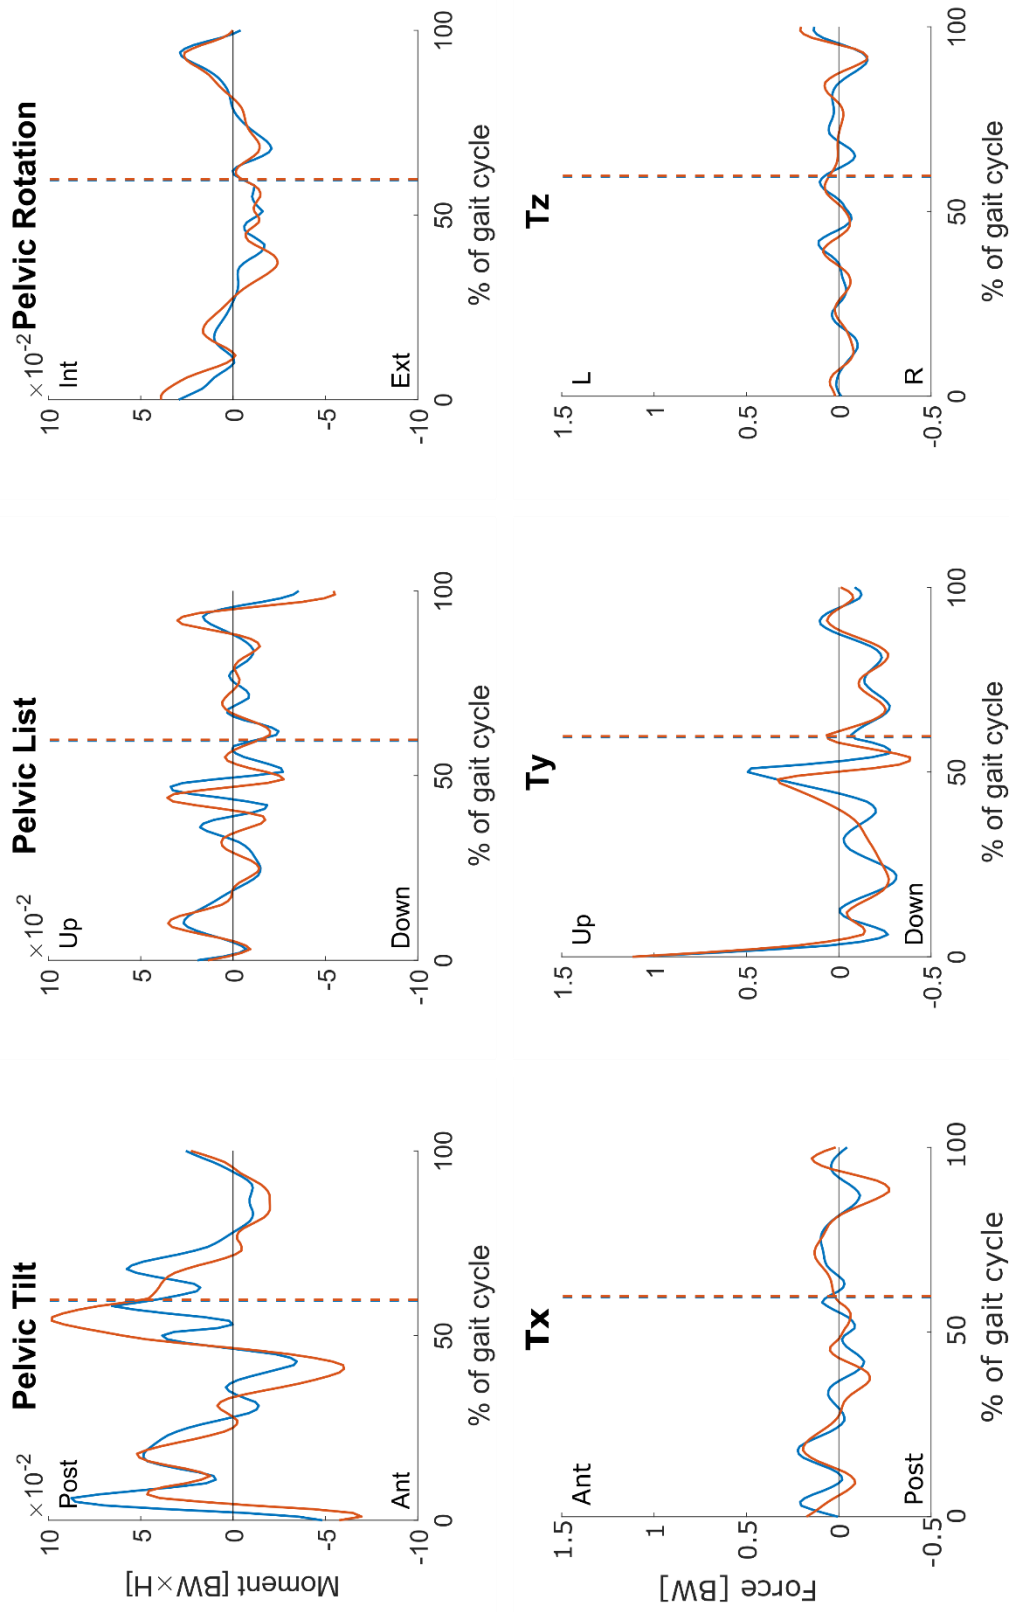 Pelvic Tilt
×10-2
Post
10
5
0
-5
-10
Ant
Moment [BW×H]
0
50
100
% of gait cycle
Pelvic List
×10-2
Up
10
5
0
-5
-10
Down
0
50
100
% of gait cycle
×10-2 Pelvic Rotation
Int
10
5
0
-5
-10
Ext
0
50
100
% of gait cycle
Tx
Ant
1.5
1
0.5
0
-0.5
Post
Force [BW]
0
50
100
% of gait cycle
Ty
Up
1.5
1
0.5
0
-0.5
Down
0
50
100
% of gait cycle
Tz
L
1.5
1
0.5
0
-0.5
R
0
50
100
% of gait cycle